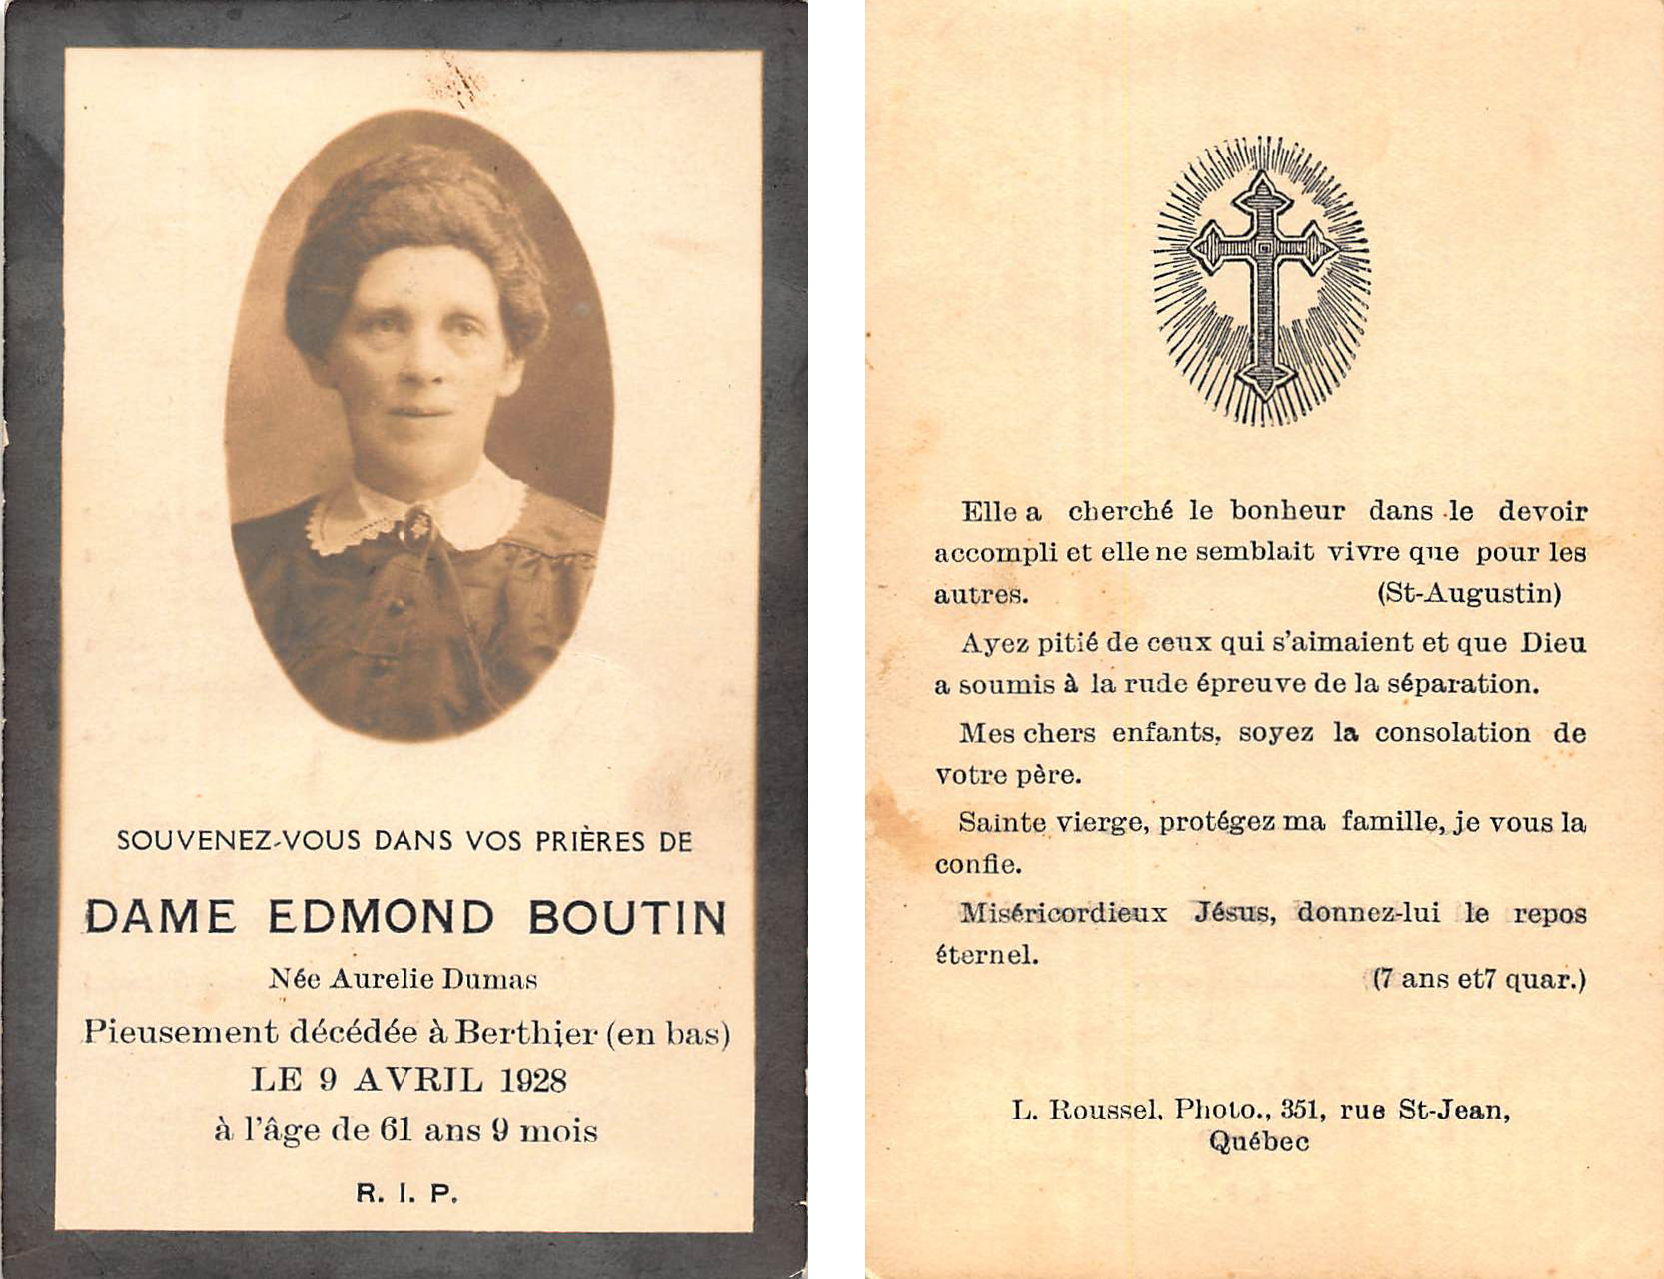 SOUVENEZ-VOUS DANS VOS PRIÈRES DE
DAME EDMOND BOUTIN
Née Aurelie Dumas
Pieusement décédée à Berthier (en bas)
LE 9 AVRIL 1928
à l'âge de 61 ans 9 mois
R. I. P.
Elle a cherché le bonheur dans le devoir
accompli et elle ne semblait vivre que pour les
autres. (St-Augustin)
Ayez pitié de ceux qui s'aimaient et que Dieu
a soumis à la rude épreuve de la séparation.
Mes chers enfants, soyez la consolation de
votre père.
Sainte vierge, protégez ma famille, je vous la
confie.
Miséricordieux Jésus, donnez-lui le repos
éternel.
(7 ans et7 quar.)
L. Roussel, Photo., 351, rue St-Jean,
Québec